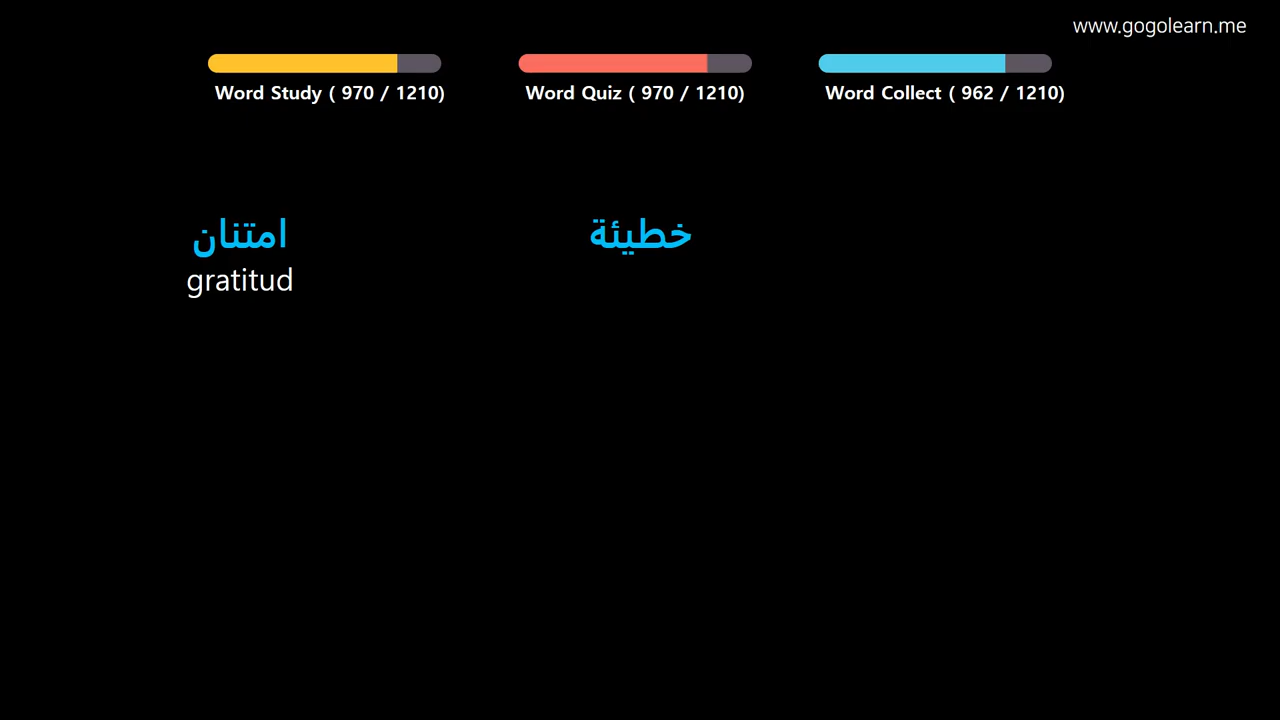 www.gogolearn.me
Word Study ( 970 / 1210)
Word Quiz ( 970 / 1210)
Word Collect ( 962 / 1210)
امتنان
gratitud
خطيئة